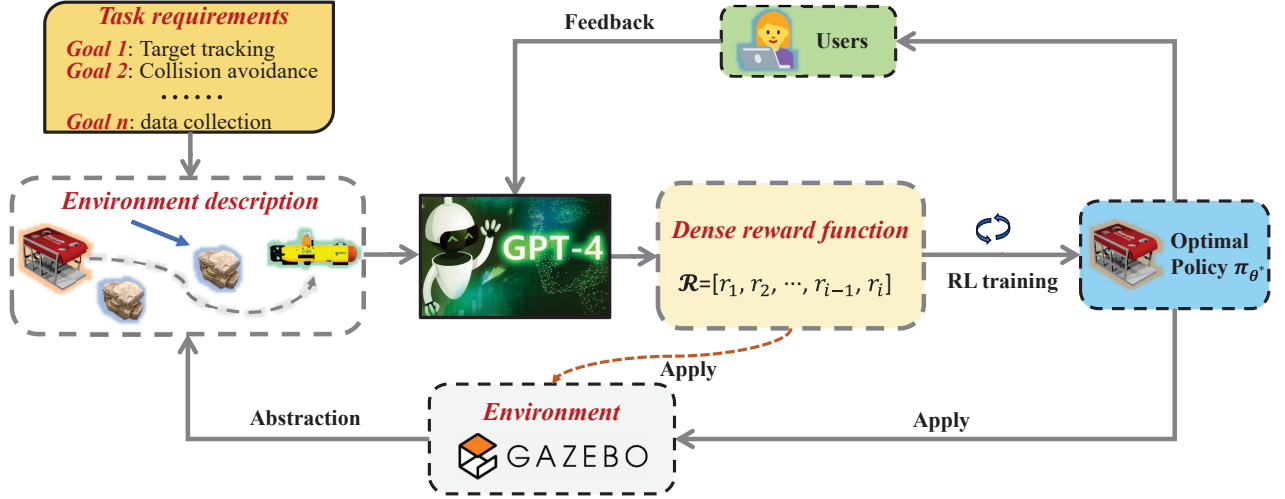 Task requirements
Goal 1: Target tracking
Goal 2: Collision avoidance
······
Goal n: data collection
Feedback
Users
Environment description
GPT-4
Dense reward function
𝓡=[r₁, r₂, ⋯, rᵢ₋₁, rᵢ]
RL training
Optimal
Policy π_θ*
Apply
Abstraction
Environment
GAZEBO
Apply